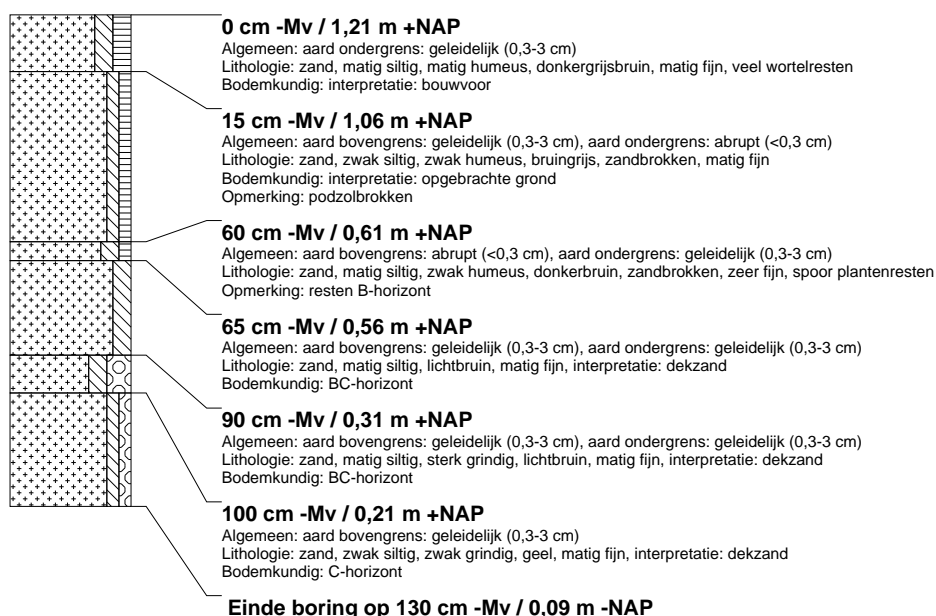 0 cm -Mv / 1,21 m +NAP
Algemeen: aard ondergrens: geleidelijk (0,3-3 cm)
Lithologie: zand, matig siltig, matig humeus, donkergrijsbruin, matig fijn, veel wortelresten
Bodemkundig: interpretatie: bouwvoor
15 cm -Mv / 1,06 m +NAP
Algemeen: aard bovengrens: geleidelijk (0,3-3 cm), aard ondergrens: abrupt (<0,3 cm)
Lithologie: zand, zwak siltig, zwak humeus, bruingrijs, zandbrokken, matig fijn
Bodemkundig: interpretatie: opgebrachte grond
Opmerking: podzolbrokken
60 cm -Mv / 0,61 m +NAP
Algemeen: aard bovengrens: abrupt (<0,3 cm), aard ondergrens: geleidelijk (0,3-3 cm)
Lithologie: zand, matig siltig, zwak humeus, donkerbruin, zandbrokken, zeer fijn, spoor plantenresten
Opmerking: resten B-horizont
65 cm -Mv / 0,56 m +NAP
Algemeen: aard bovengrens: geleidelijk (0,3-3 cm), aard ondergrens: geleidelijk (0,3-3 cm)
Lithologie: zand, matig siltig, lichtbruin, matig fijn, interpretatie: dekzand
Bodemkundig: BC-horizont
90 cm -Mv / 0,31 m +NAP
Algemeen: aard bovengrens: geleidelijk (0,3-3 cm), aard ondergrens: geleidelijk (0,3-3 cm)
Lithologie: zand, matig siltig, sterk grindig, lichtbruin, matig fijn, interpretatie: dekzand
Bodemkundig: BC-horizont
100 cm -Mv / 0,21 m +NAP
Algemeen: aard bovengrens: geleidelijk (0,3-3 cm)
Lithologie: zand, zwak siltig, zwak grindig, geel, matig fijn, interpretatie: dekzand
Bodemkundig: C-horizont
Einde boring op 130 cm -Mv / 0,09 m -NAP